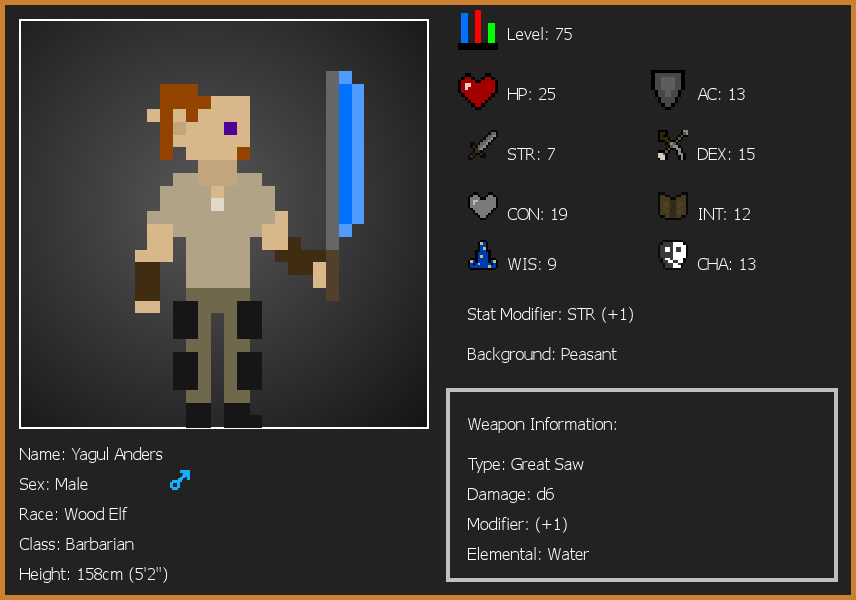 Level: 75
HP: 25
AC: 13
STR: 7
DEX: 15
CON: 19
INT: 12
WIS: 9
CHA: 13
Stat Modifier: STR (+1)
Background: Peasant
Weapon Information:
Type: Great Saw
Damage: d6
Modifier: (+1)
Elemental: Water
Name: Yagul Anders
Sex: Male
Race: Wood Elf
Class: Barbarian
Height: 158cm (5'2")